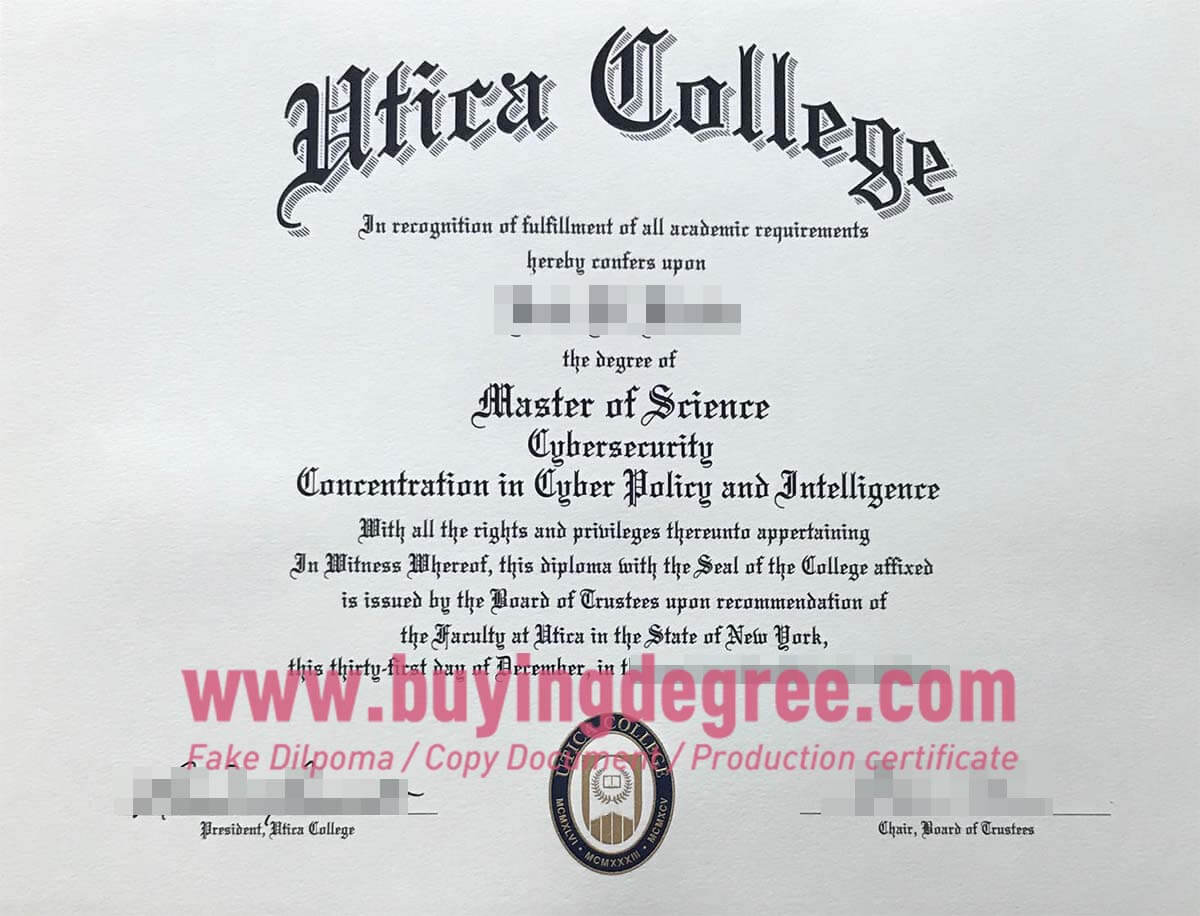 Utica College
In recognition of fulfillment of all academic requirements
hereby confers upon
the degree of
Master of Science
Cybersecurity
Concentration in Cyber Policy and Intelligence
With all the rights and privileges thereunto appertaining
In Witness Whereof, this diploma with the Seal of the College affixed
is issued by the Board of Trustees upon recommendation of
the Faculty at Utica in the State of New York,
this thirty-first day of December, in
www.buyingdegree.com
Fake Dilpoma / Copy Document / Production certificate
UTICA COLLEGE
MCMXLVI • MCMXXXIII • MCMXCV
President, Utica College
Chair, Board of Trustees